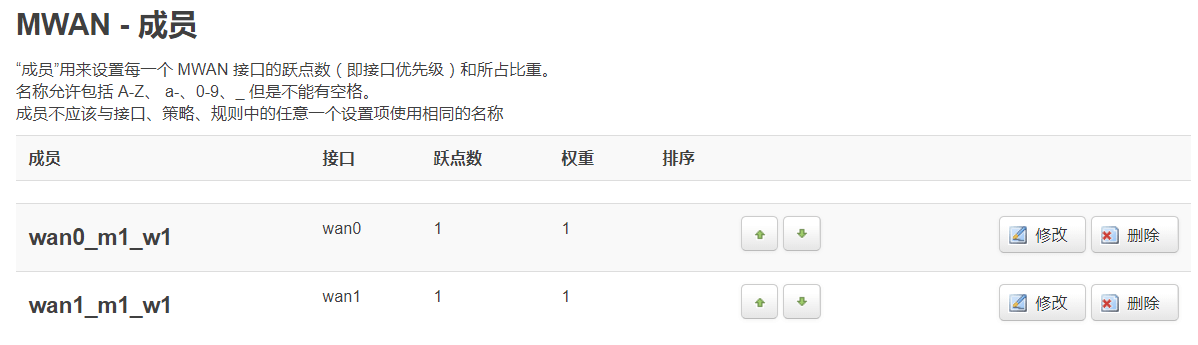 MWAN - 成员
“成员”用来设置每一个 MWAN 接口的跃点数（即接口优先级）和所占比重。
名称允许包括 A-Z、 a-、0-9、_ 但是不能有空格。
成员不应该与接口、策略、规则中的任意一个设置项使用相同的名称
成员 接口 跃点数 权重 排序
wan0_m1_w1 wan0 1 1 修改 删除
wan1_m1_w1 wan1 1 1 修改 删除